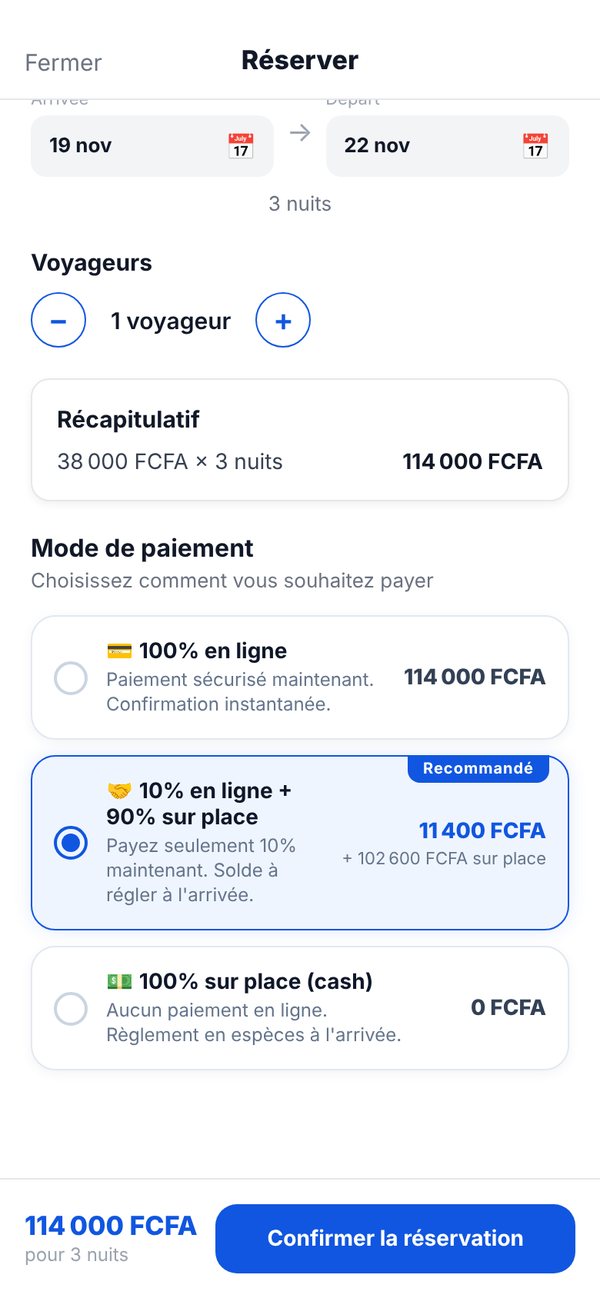 Fermer
Réserver
Arrivée
Départ
19 nov
📅
→
22 nov
📅
3 nuits
Voyageurs
−
1 voyageur
+
Récapitulatif
38 000 FCFA × 3 nuits
114 000 FCFA
Mode de paiement
Choisissez comment vous souhaitez payer
💳 100% en ligne
Paiement sécurisé maintenant.
Confirmation instantanée.
114 000 FCFA
Recommandé
🤝 10% en ligne +
90% sur place
Payez seulement 10%
maintenant. Solde à
régler à l'arrivée.
11 400 FCFA
+ 102 600 FCFA sur place
💵 100% sur place (cash)
Aucun paiement en ligne.
Règlement en espèces à l'arrivée.
0 FCFA
114 000 FCFA
pour 3 nuits
Confirmer la réservation